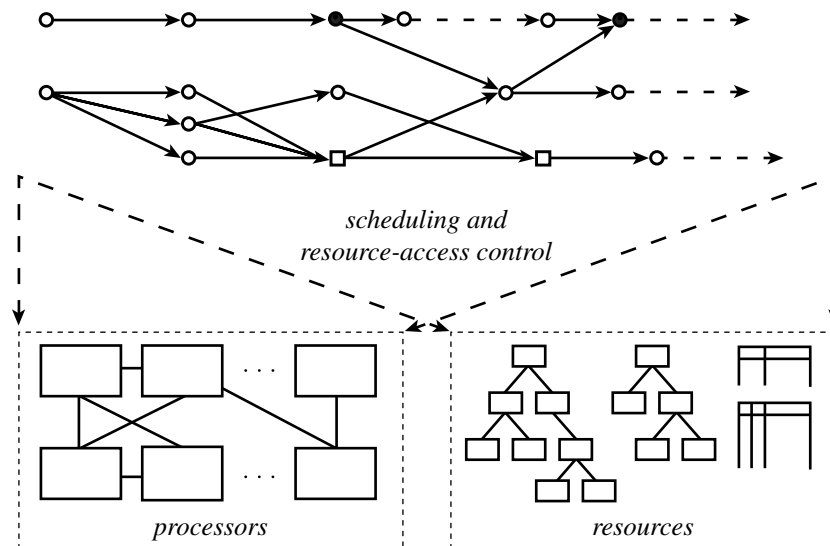 scheduling and
resource-access control
. . .
. . .
processors
resources